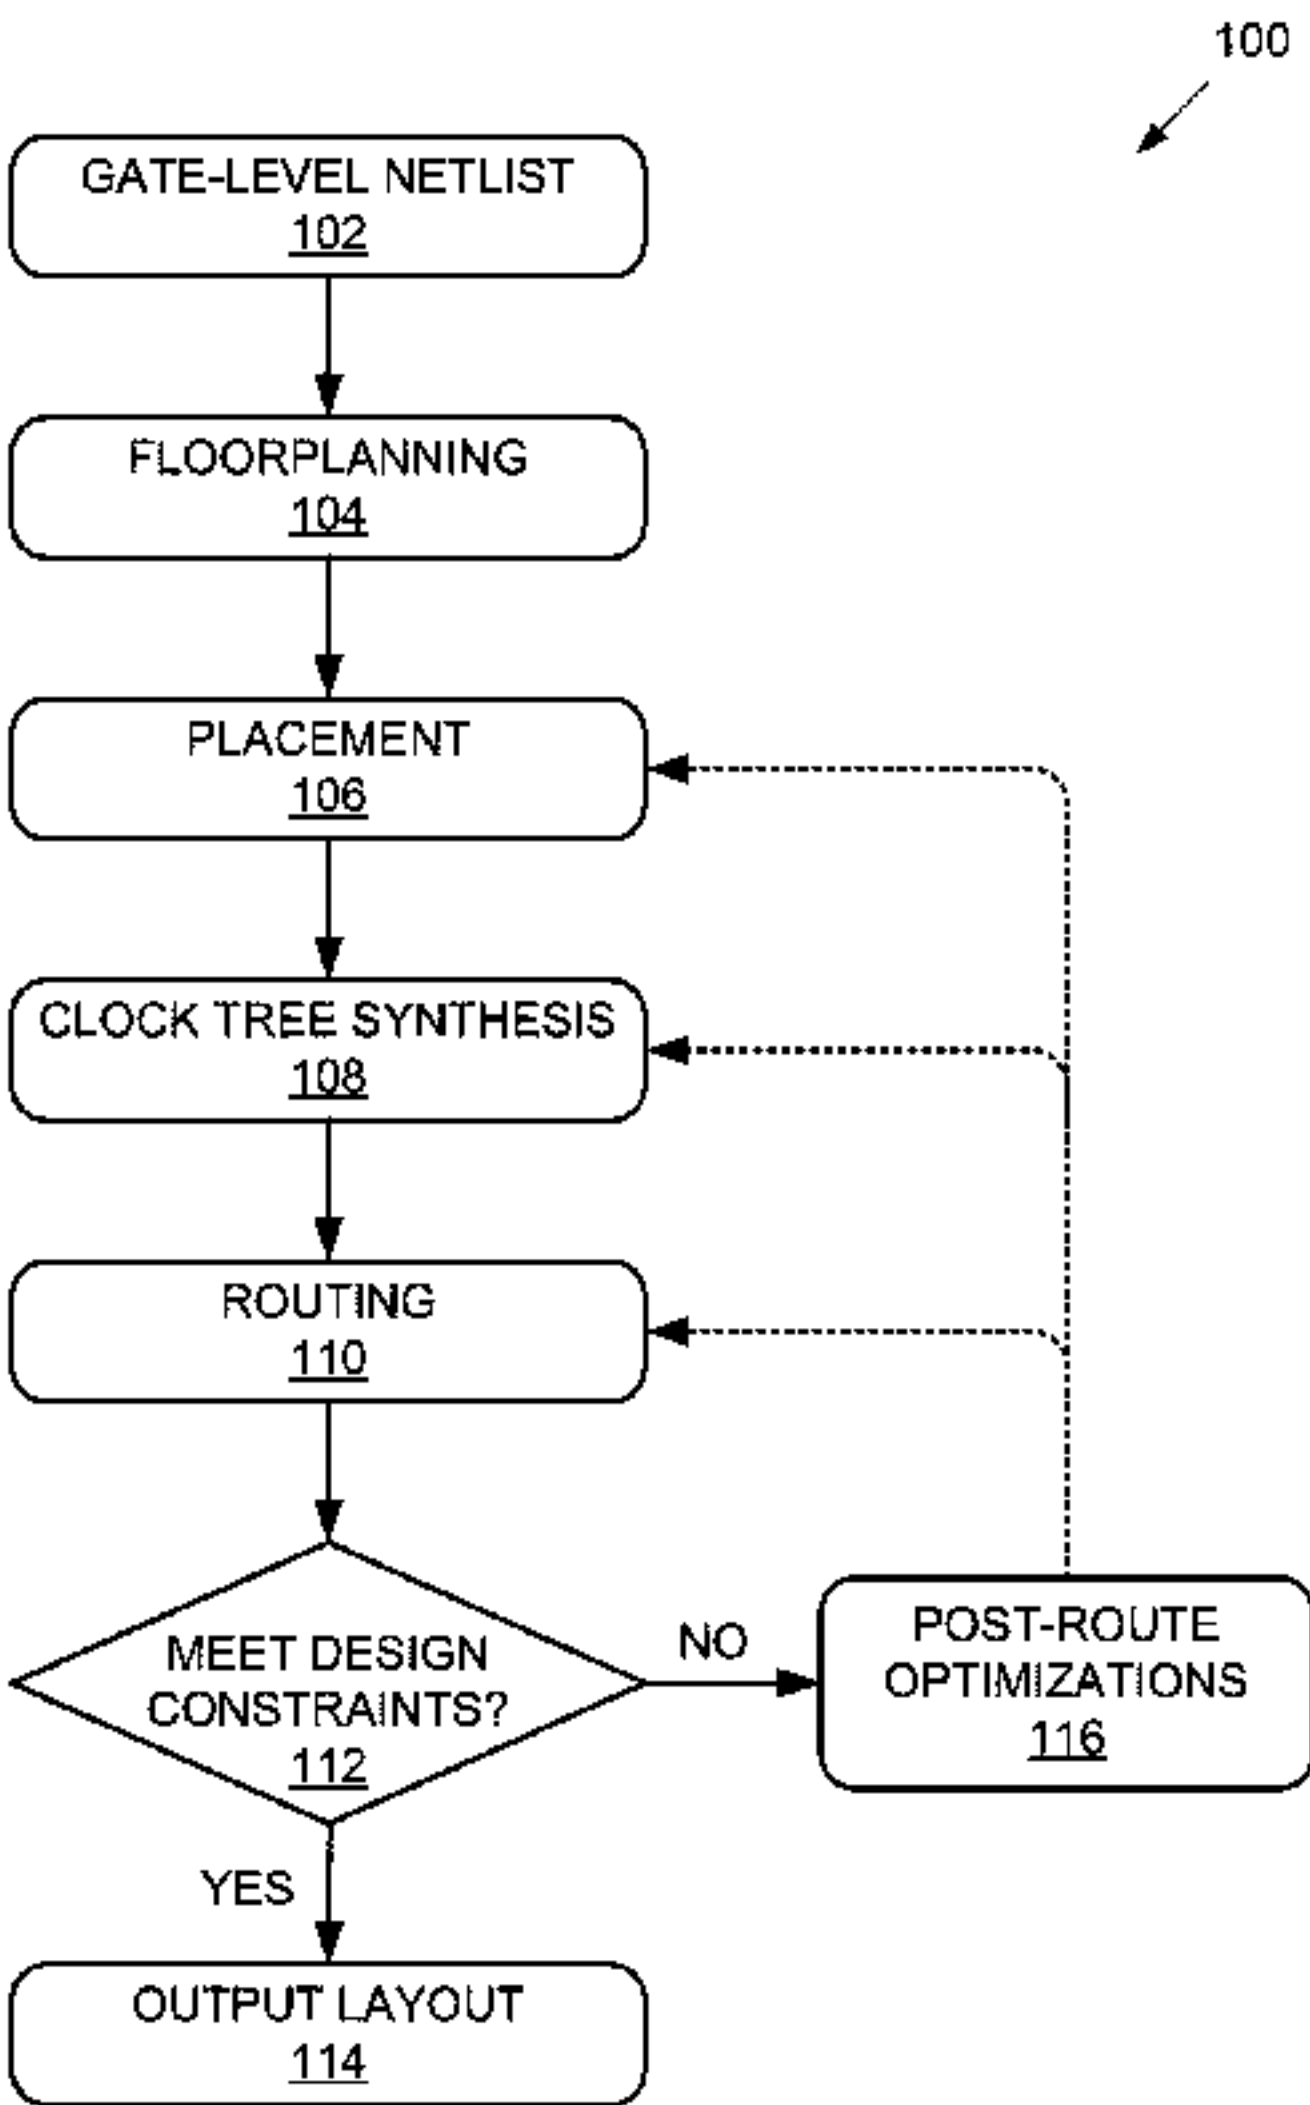 100
GATE-LEVEL NETLIST
102
FLOORPLANNING
104
PLACEMENT
106
CLOCK TREE SYNTHESIS
108
ROUTING
110
MEET DESIGN
CONSTRAINTS?
112
NO
POST-ROUTE
OPTIMIZATIONS
116
YES
OUTPUT LAYOUT
114